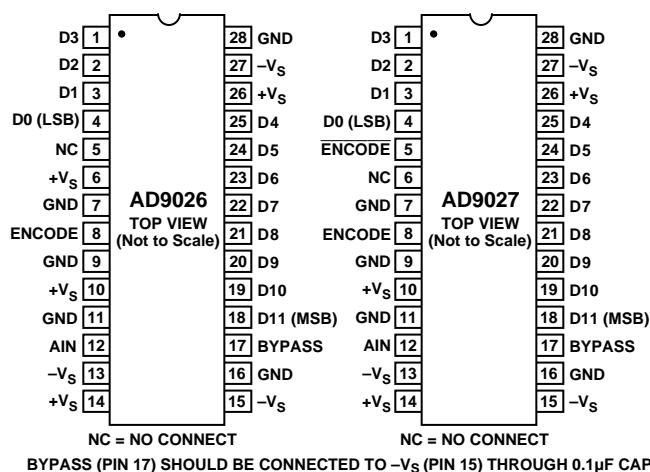 D3 1 28 GND
D2 2 27 –VS
D1 3 26 +VS
D0 (LSB) 4 25 D4
NC 5 24 D5
+VS 6 23 D6
GND 7 22 D7
ENCODE 8 21 D8
GND 9 20 D9
+VS 10 19 D10
GND 11 18 D11 (MSB)
AIN 12 17 BYPASS
–VS 13 16 GND
+VS 14 15 –VS
AD9026
TOP VIEW
(Not to Scale)
NC = NO CONNECT
D3 1 28 GND
D2 2 27 –VS
D1 3 26 +VS
D0 (LSB) 4 25 D4
ENCODE 5 24 D5
NC 6 23 D6
GND 7 22 D7
ENCODE 8 21 D8
GND 9 20 D9
+VS 10 19 D10
GND 11 18 D11 (MSB)
AIN 12 17 BYPASS
–VS 13 16 GND
+VS 14 15 –VS
AD9027
TOP VIEW
(Not to Scale)
NC = NO CONNECT
BYPASS (PIN 17) SHOULD BE CONNECTED TO –VS (PIN 15) THROUGH 0.1µF CAP